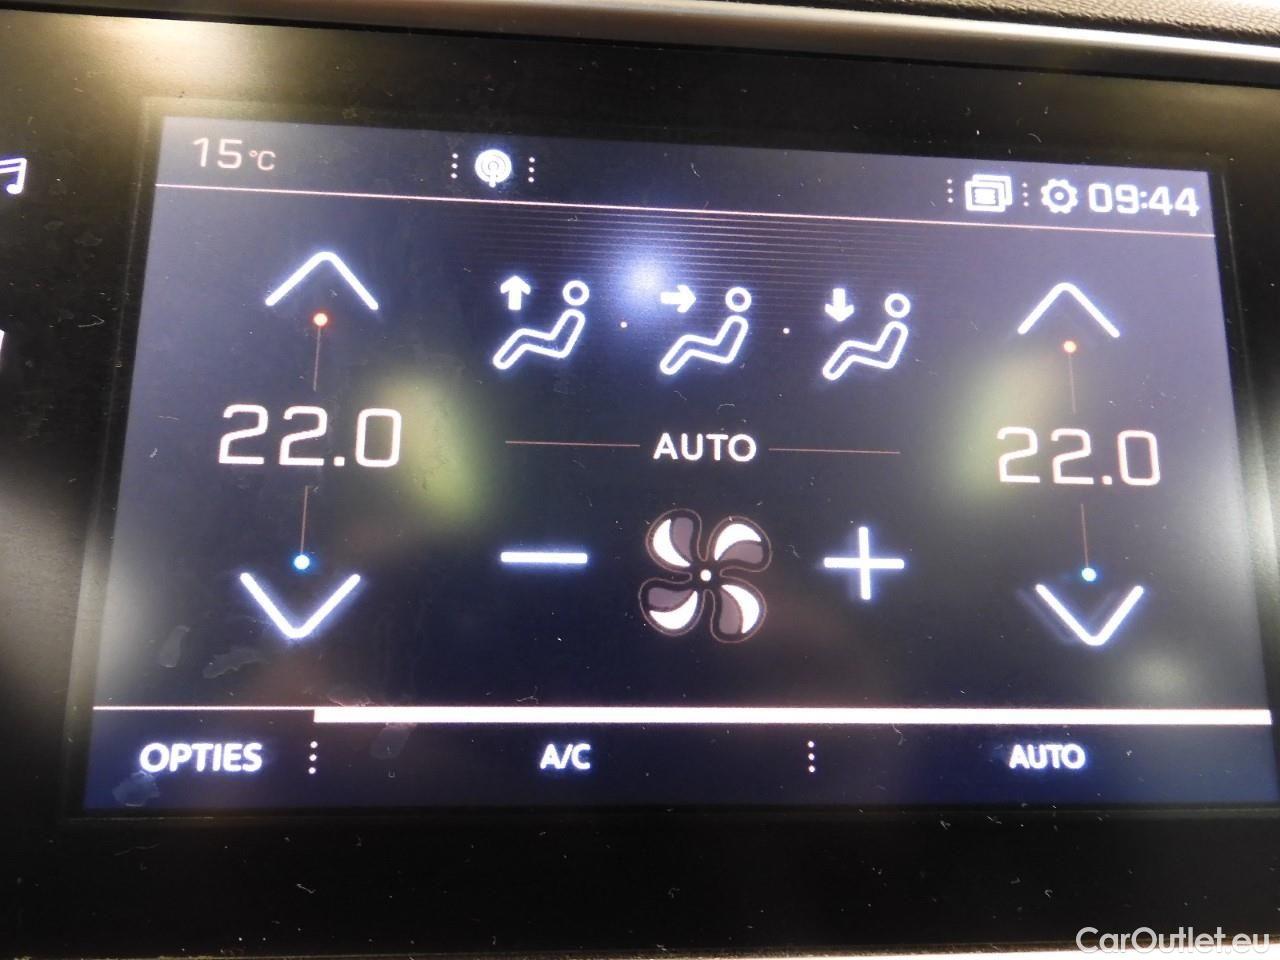 15°C
09:44
22.0
AUTO
22.0
OPTIES
A/C
AUTO
CarOutlet.eu